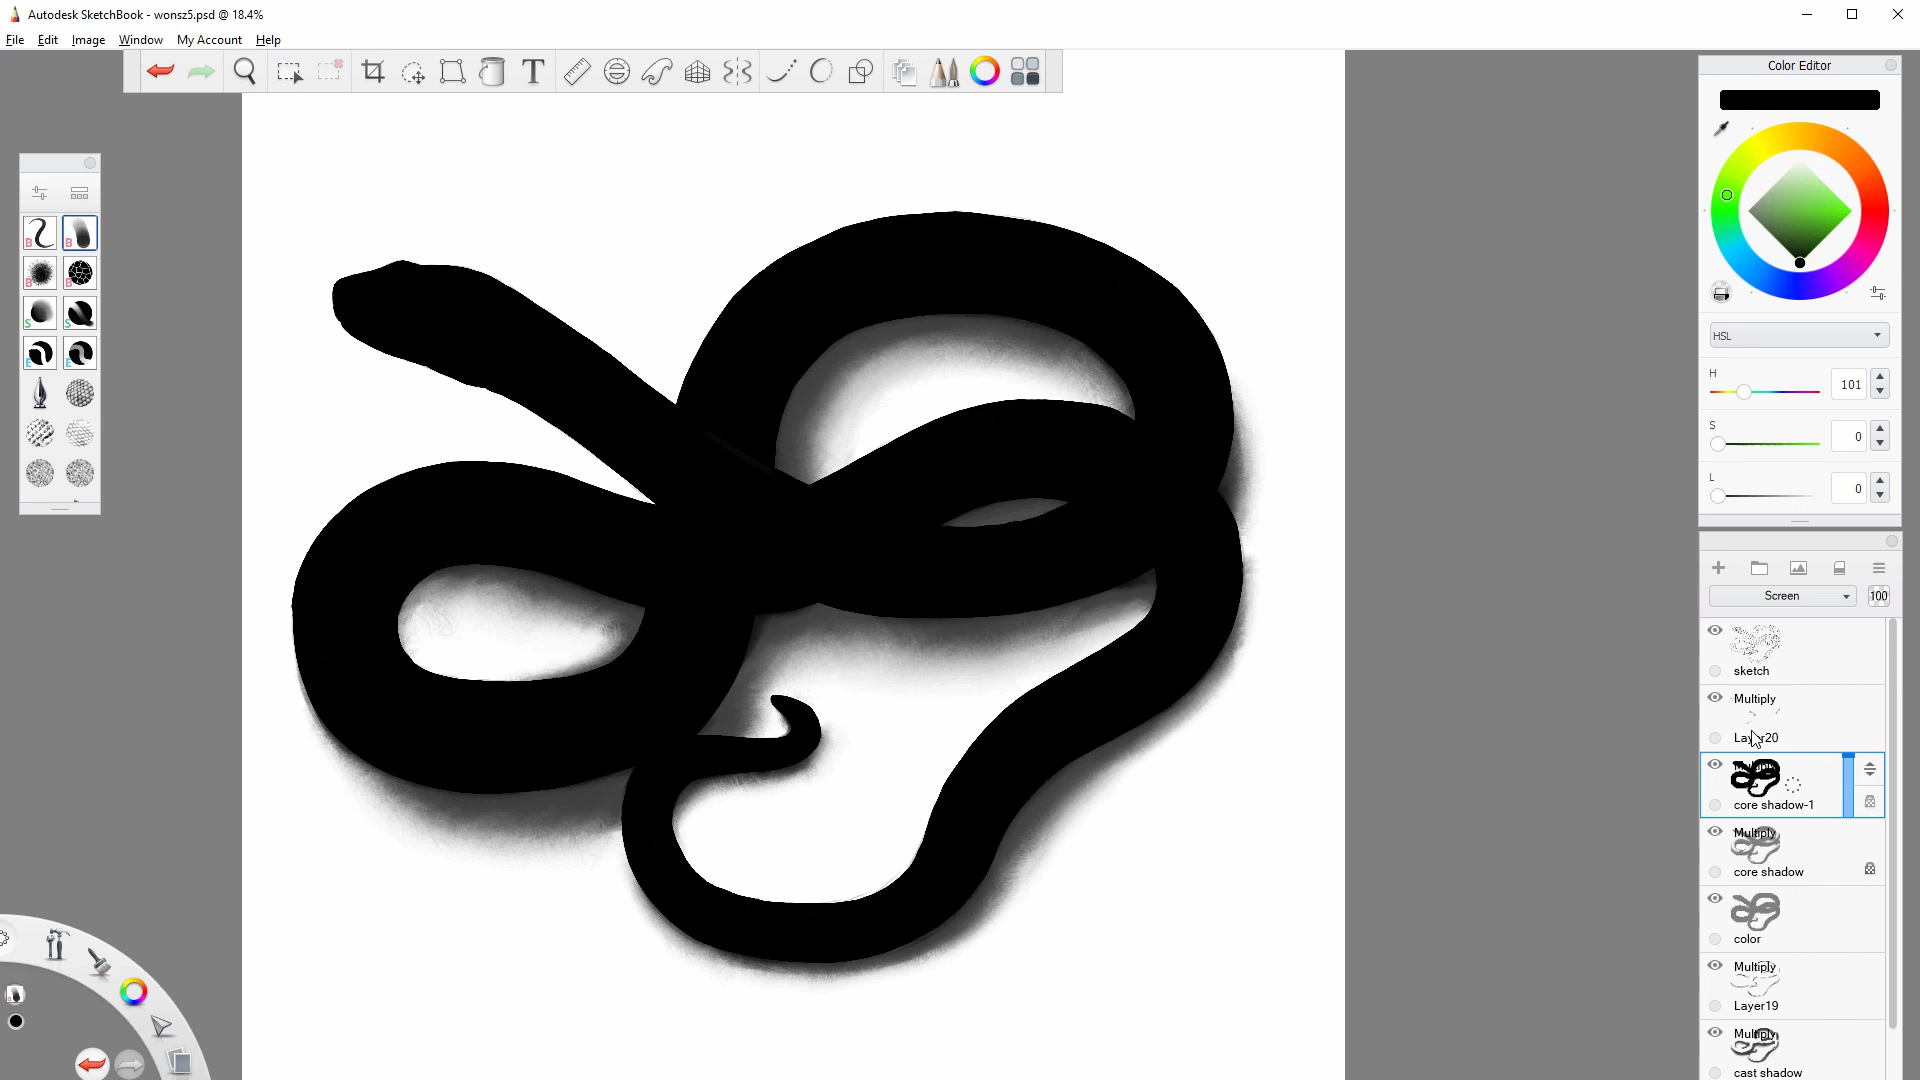 Autodesk SketchBook - wonsz5.psd @ 18.4%
File Edit Image Window My Account Help
T
Color Editor
B
B
B
B
S
S
E
E
HSL
H
101
S
0
L
0
Screen
100
sketch
Multiply
Layer20
core shadow-1
Multiply
core shadow
color
Multiply
Layer19
Multiply
cast shadow